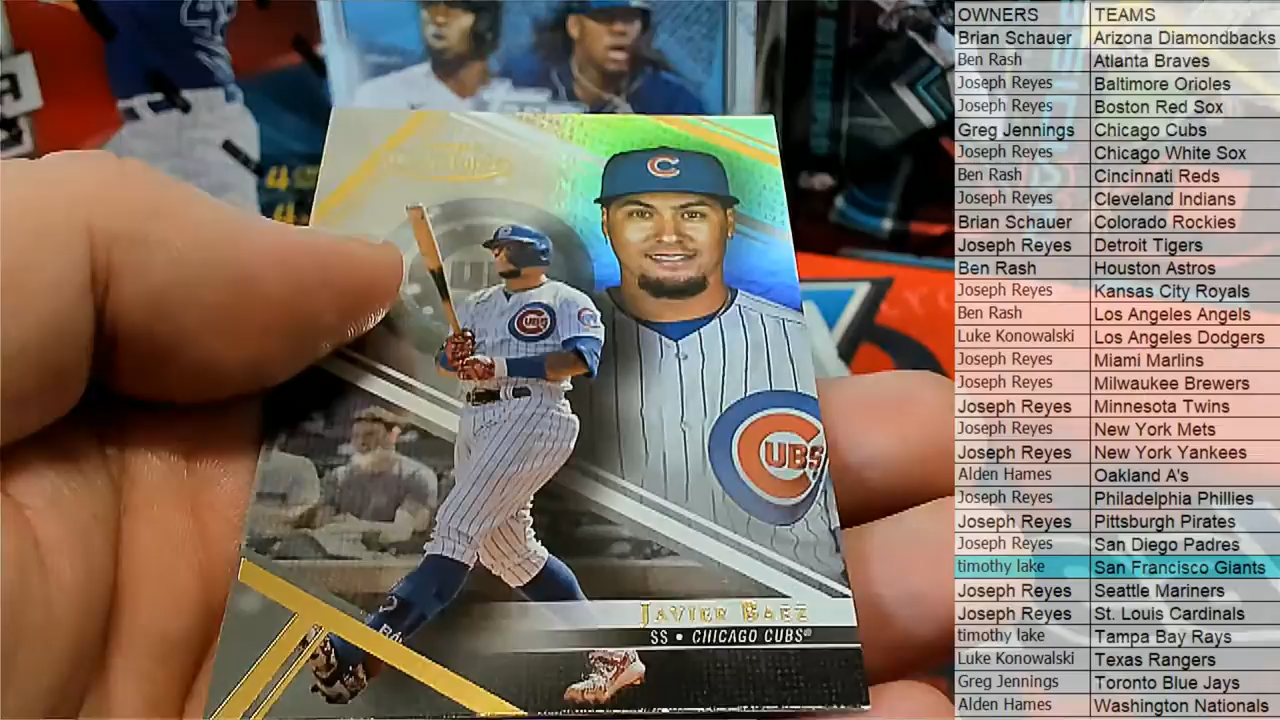 JAVIER BAEZ
SS • CHICAGO CUBS®
CUBS
CUBS
C
OWNERS TEAMS
Brian Schauer Arizona Diamondbacks
Ben Rash Atlanta Braves
Joseph Reyes Baltimore Orioles
Joseph Reyes Boston Red Sox
Greg Jennings Chicago Cubs
Joseph Reyes Chicago White Sox
Ben Rash Cincinnati Reds
Joseph Reyes Cleveland Indians
Brian Schauer Colorado Rockies
Joseph Reyes Detroit Tigers
Ben Rash Houston Astros
Joseph Reyes Kansas City Royals
Ben Rash Los Angeles Angels
Luke Konowalski Los Angeles Dodgers
Joseph Reyes Miami Marlins
Joseph Reyes Milwaukee Brewers
Joseph Reyes Minnesota Twins
Joseph Reyes New York Mets
Joseph Reyes New York Yankees
Alden Hames Oakland A's
Joseph Reyes Philadelphia Phillies
Joseph Reyes Pittsburgh Pirates
Joseph Reyes San Diego Padres
timothy lake San Francisco Giants
Joseph Reyes Seattle Mariners
Joseph Reyes St. Louis Cardinals
timothy lake Tampa Bay Rays
Luke Konowalski Texas Rangers
Greg Jennings Toronto Blue Jays
Alden Hames Washington Nationals